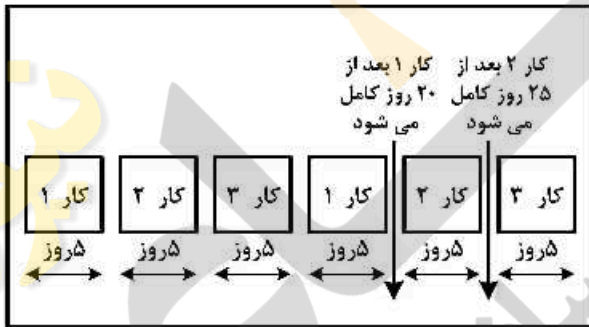 کار ۲ بعد از
۲۵ روز کامل
می شود
کار ۱ بعد از
۲۰ روز کامل
می شود
کار ۱
کار ۲
کار ۳
کار ۱
کار ۲
کار ۳
۵روز
۵روز
۵روز
۵روز
۵روز
۵روز